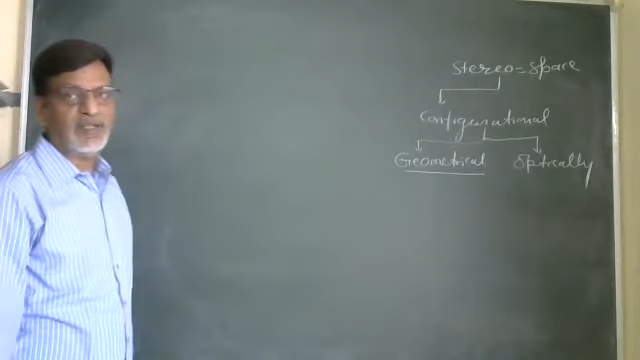 Stereo = Space
Configurational
Geometrical Optically